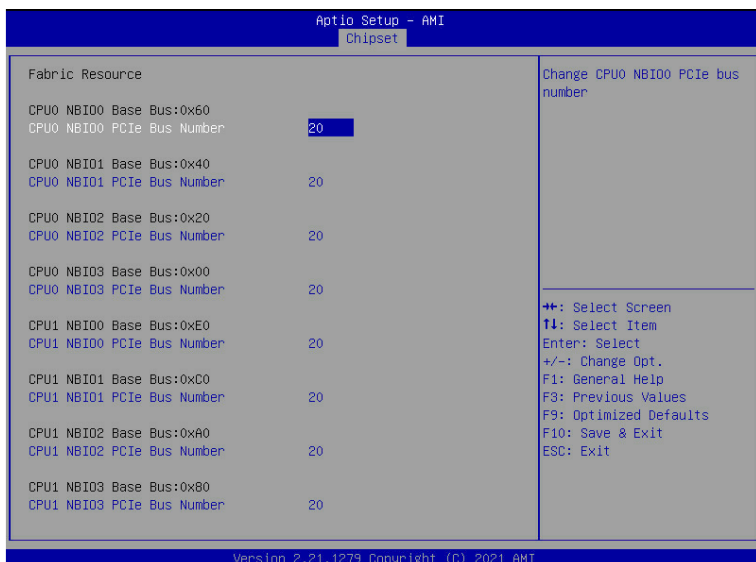 Aptio Setup - AMI
Chipset
Fabric Resource
CPU0 NBIO0 Base Bus:0x60
CPU0 NBIO0 PCIe Bus Number 20
CPU0 NBIO1 Base Bus:0x40
CPU0 NBIO1 PCIe Bus Number 20
CPU0 NBIO2 Base Bus:0x20
CPU0 NBIO2 PCIe Bus Number 20
CPU0 NBIO3 Base Bus:0x00
CPU0 NBIO3 PCIe Bus Number 20
CPU1 NBIO0 Base Bus:0xE0
CPU1 NBIO0 PCIe Bus Number 20
CPU1 NBIO1 Base Bus:0xC0
CPU1 NBIO1 PCIe Bus Number 20
CPU1 NBIO2 Base Bus:0xA0
CPU1 NBIO2 PCIe Bus Number 20
CPU1 NBIO3 Base Bus:0x80
CPU1 NBIO3 PCIe Bus Number 20
Change CPU0 NBIO0 PCIe bus
number
→←: Select Screen
↑↓: Select Item
Enter: Select
+/-: Change Opt.
F1: General Help
F3: Previous Values
F9: Optimized Defaults
F10: Save & Exit
ESC: Exit
Version 2.21.1279 Copyright (C) 2021 AMI